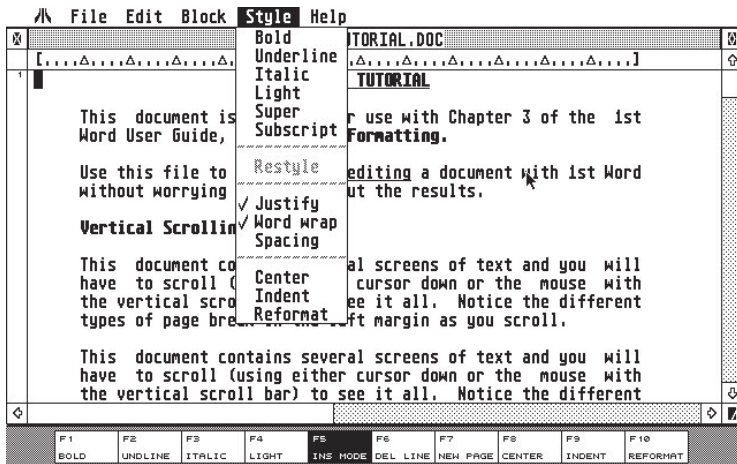 File Edit Block Style Help
TORIAL.DOC
TUTORIAL
Bold
Underline
Italic
Light
Super
Subscript
Restyle
Justify
Word wrap
Spacing
Center
Indent
Reformat
1
This document is r use with Chapter 3 of the 1st
Word User Guide, Formatting.
Use this file to editing a document with 1st Word
without worrying ut the results.
Vertical Scrollin
This document co al screens of text and you will
have to scroll ( cursor down or the mouse with
the vertical scro ee it all. Notice the different
types of page bre ft margin as you scroll.
This document contains several screens of text and you will
have to scroll (using either cursor down or the mouse with
the vertical scroll bar) to see it all. Notice the different
F1 F2 F3 F4 F5 F6 F7 F8 F9 F10
BOLD UNDLINE ITALIC LIGHT INS MODE DEL LINE NEW PAGE CENTER INDENT REFORMAT